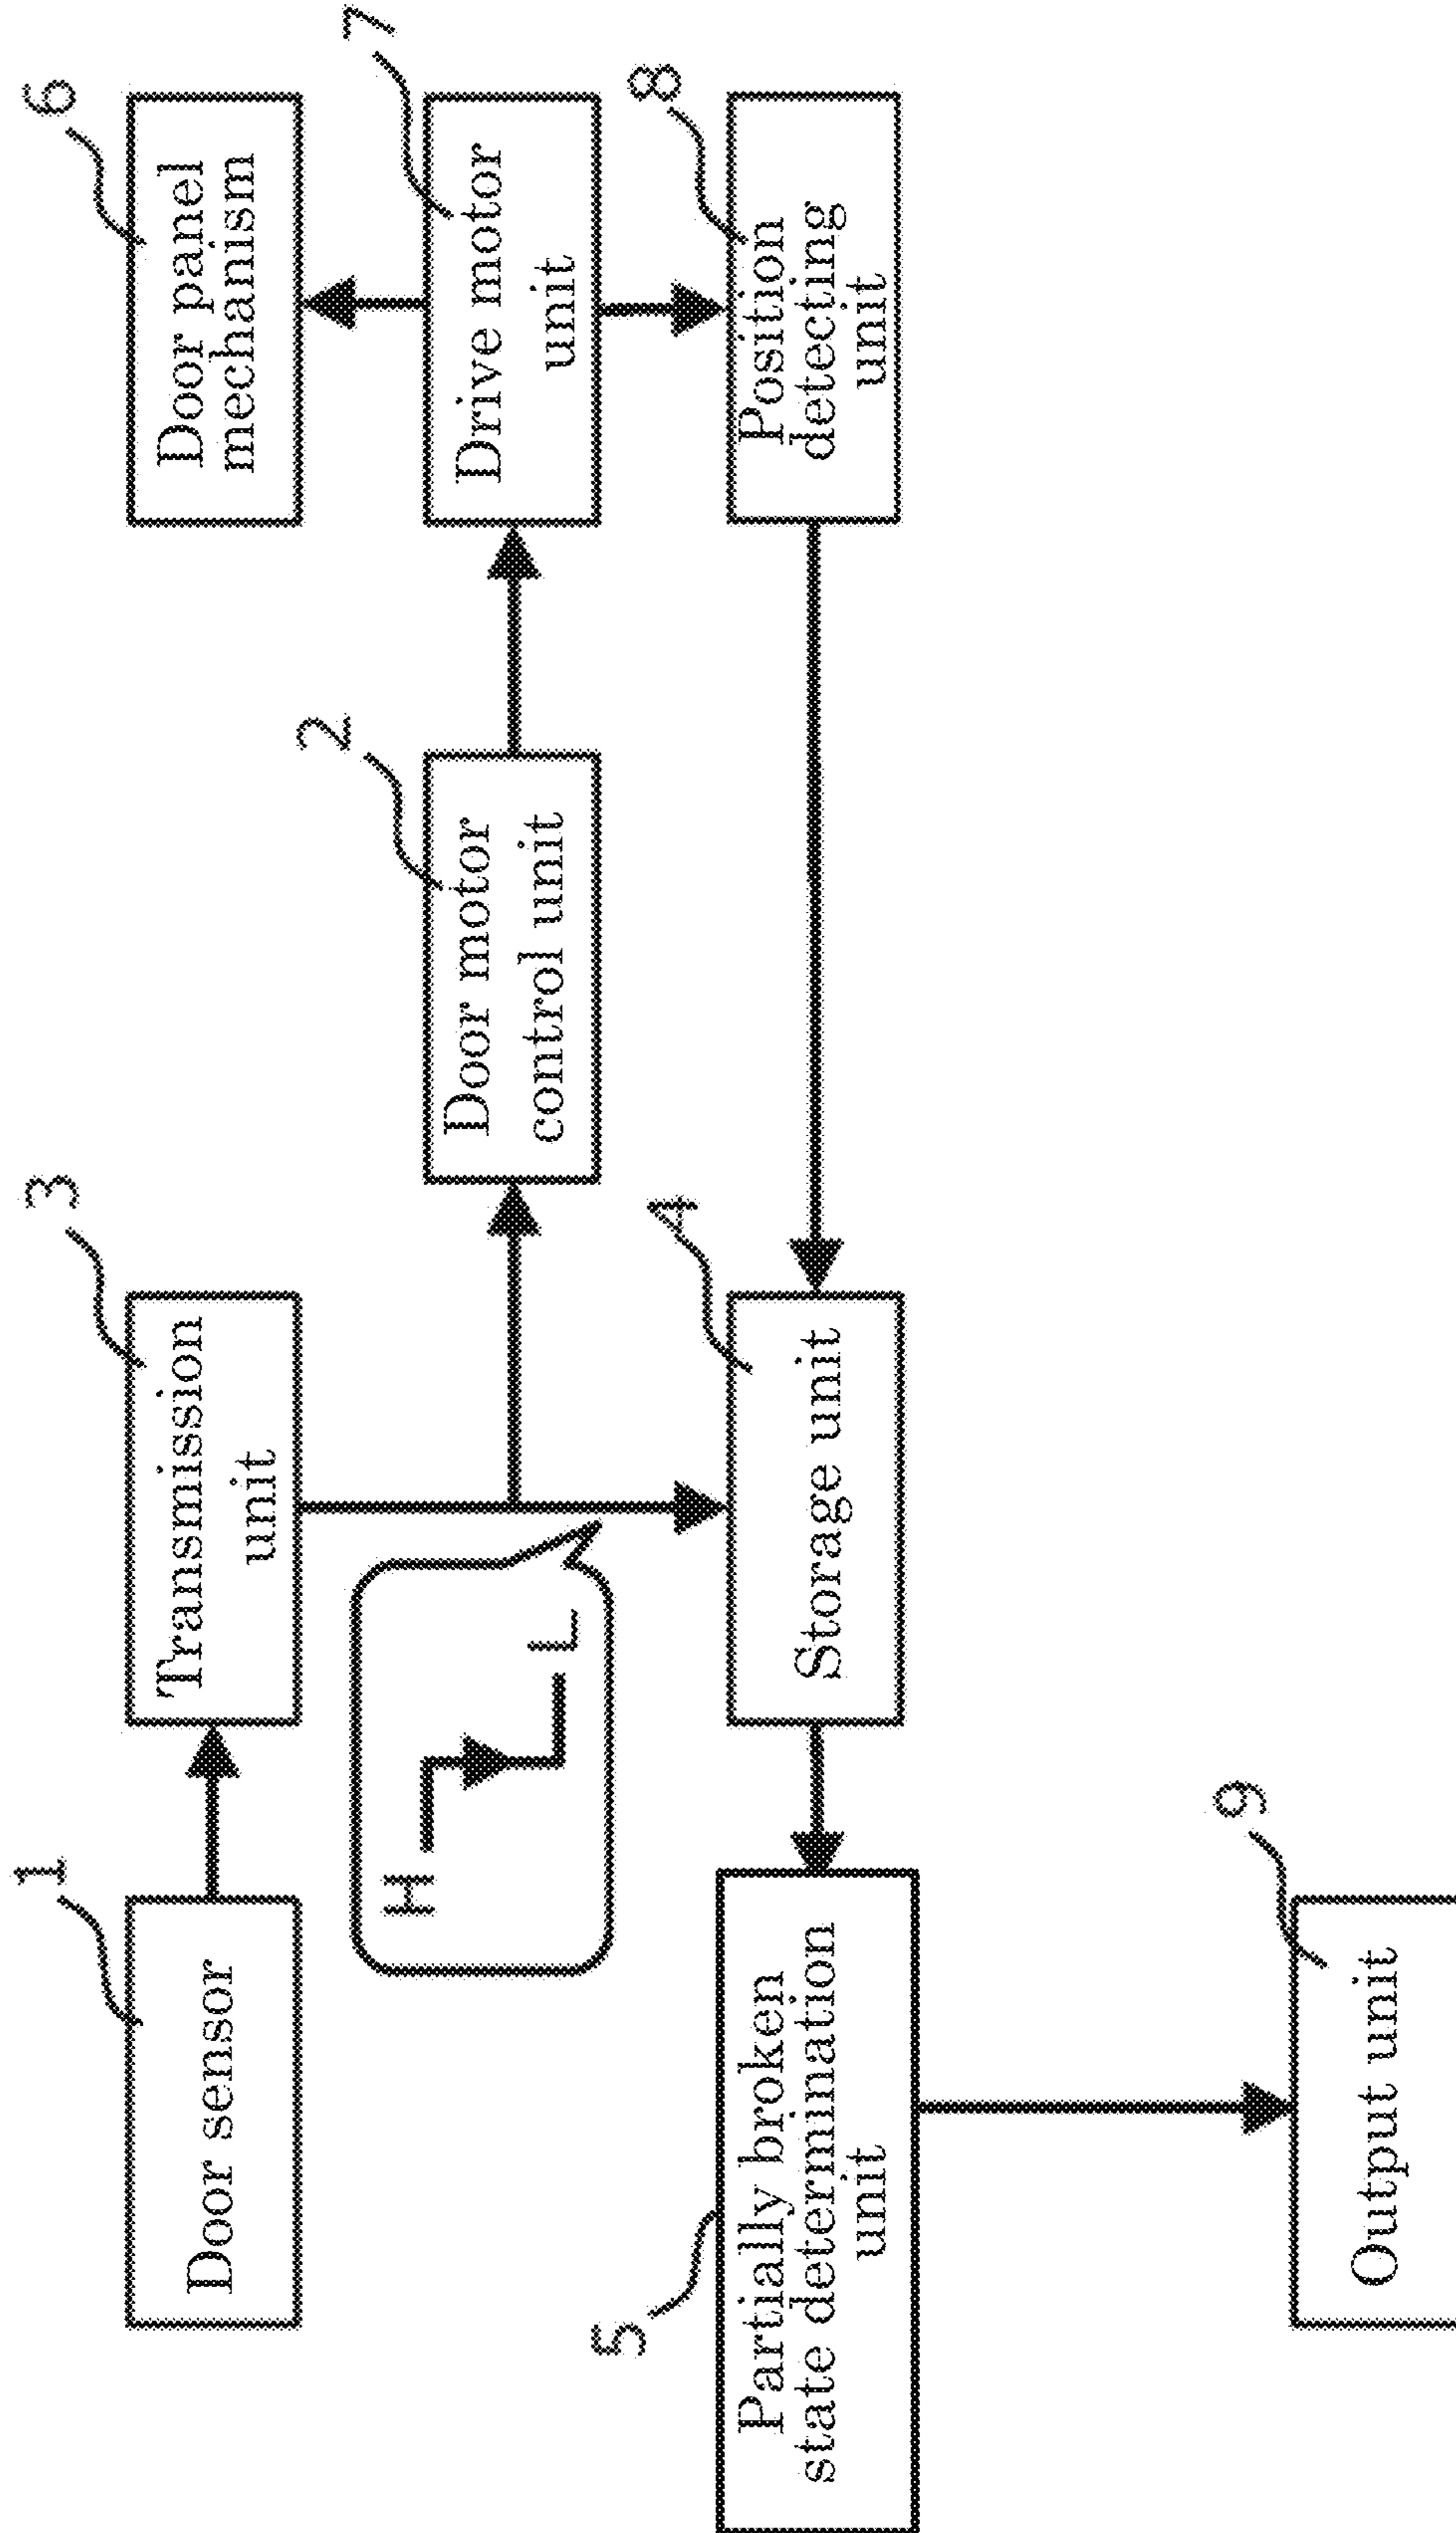 1
Door sensor
3
Transmission
unit
6
Door panel
mechanism
H
L
2
Door motor
control unit
7
Drive motor
unit
5
Partially broken
state determination
unit
4
Storage unit
8
Position
detecting
unit
9
Output unit